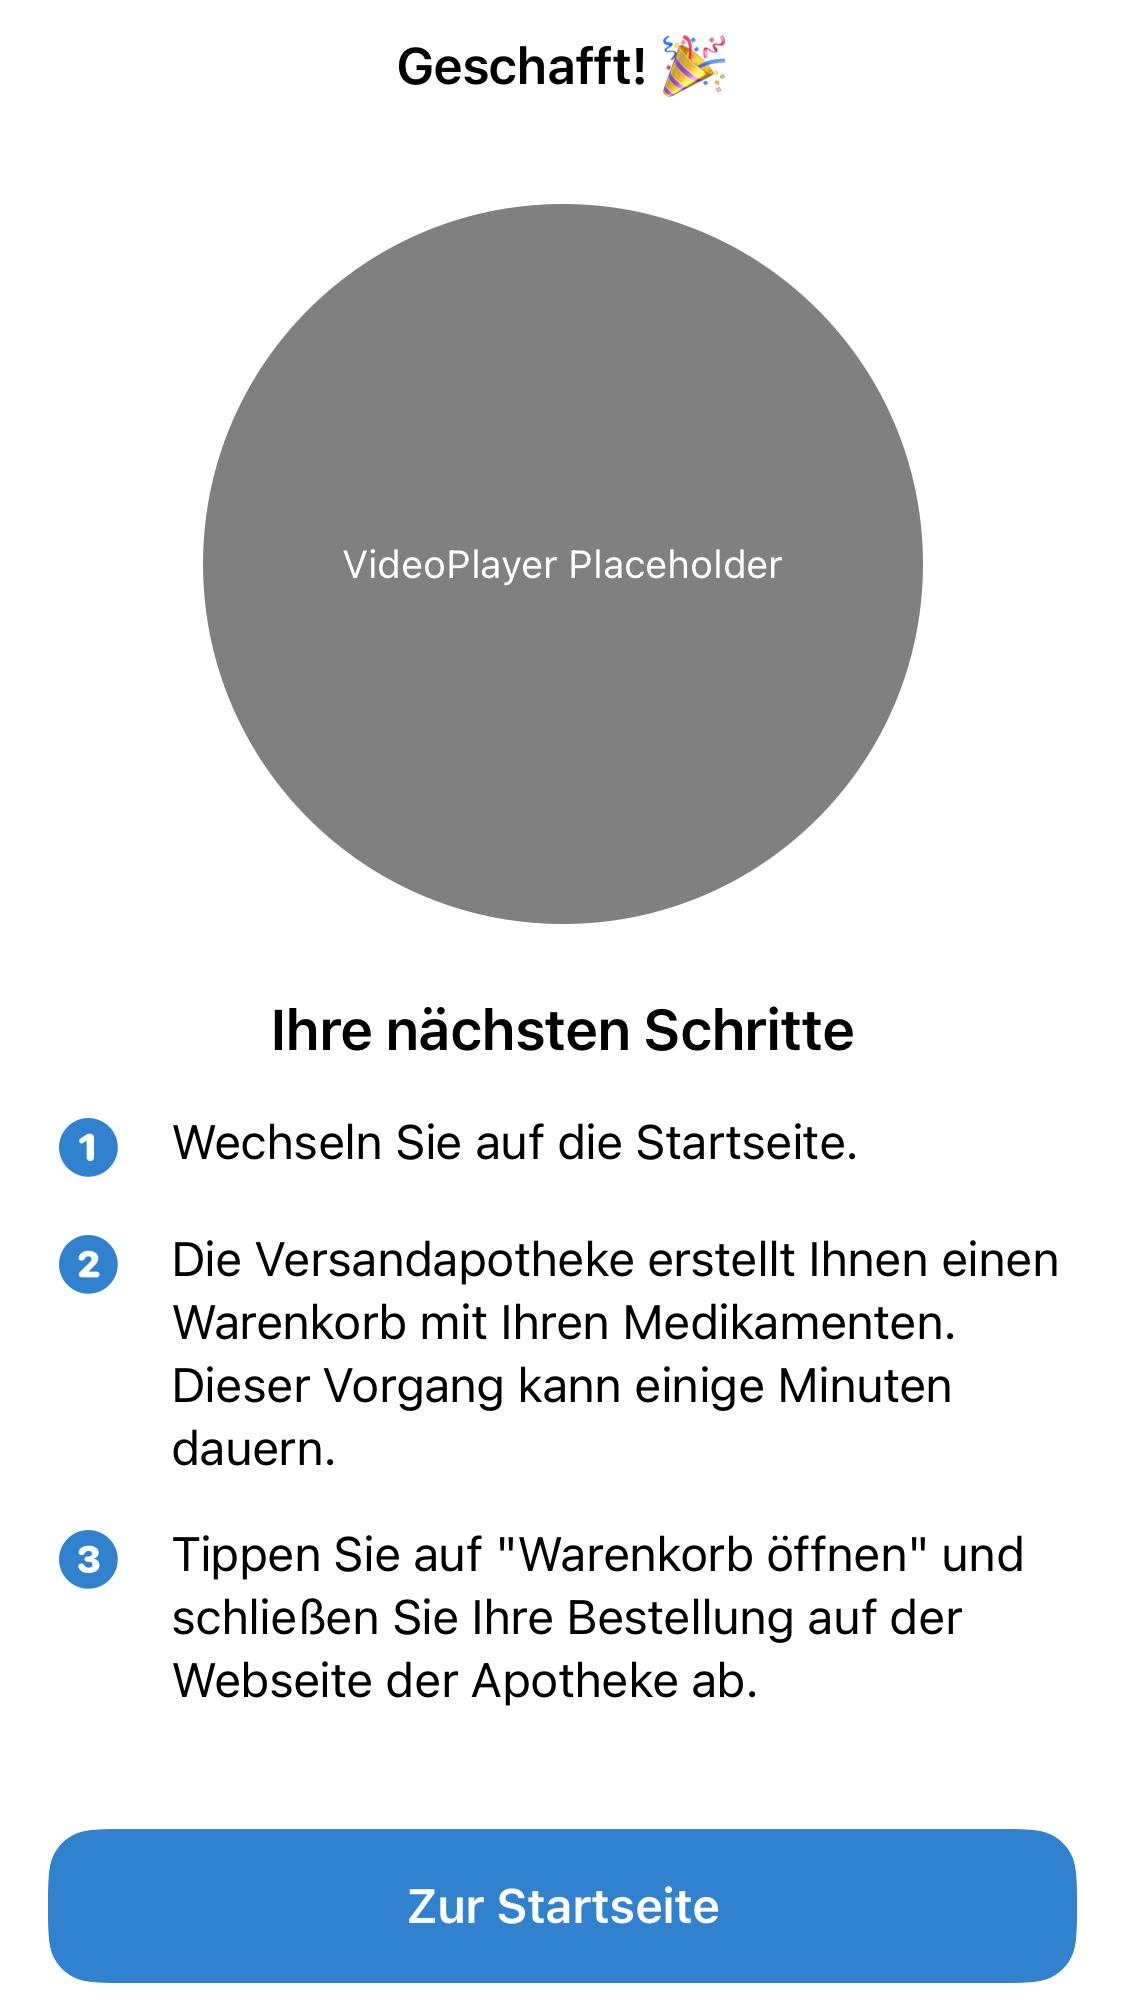 Geschafft! 🎉
VideoPlayer Placeholder
Ihre nächsten Schritte
1 Wechseln Sie auf die Startseite.
2 Die Versandapotheke erstellt Ihnen einen
Warenkorb mit Ihren Medikamenten.
Dieser Vorgang kann einige Minuten
dauern.
3 Tippen Sie auf "Warenkorb öffnen" und
schließen Sie Ihre Bestellung auf der
Webseite der Apotheke ab.
Zur Startseite